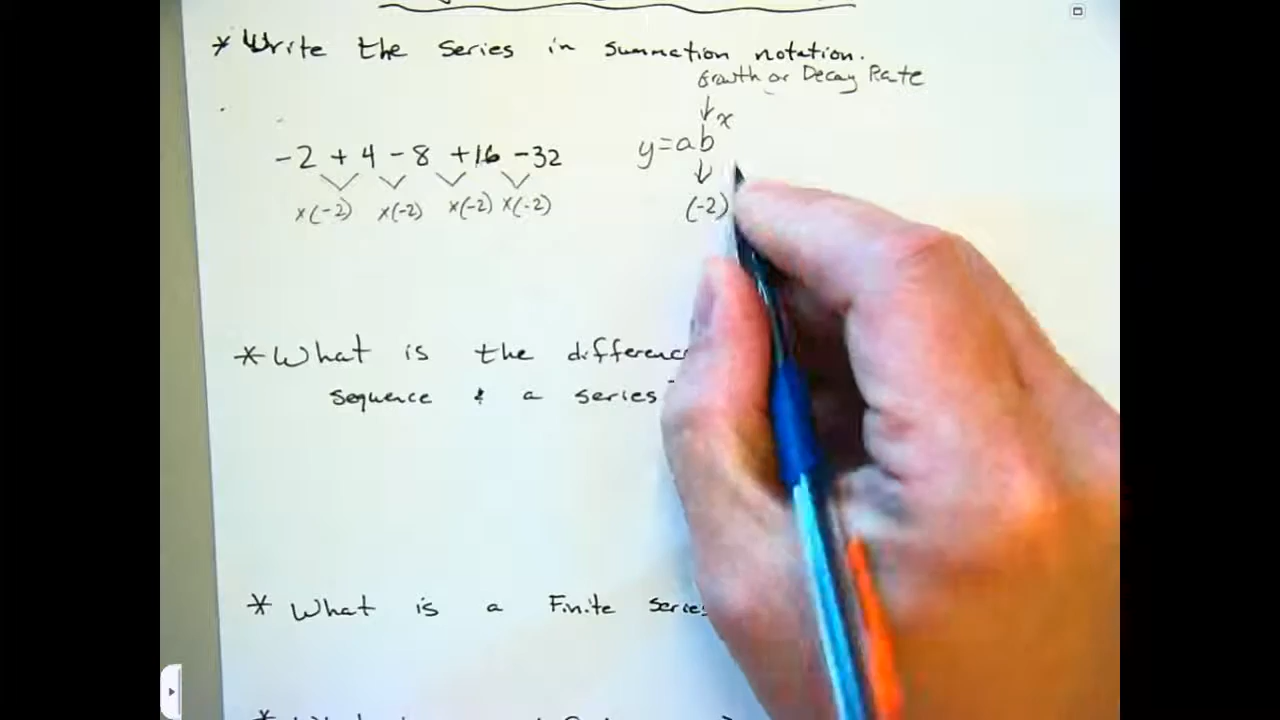 * Write the series in summation notation.
Growth or Decay Rate
-2 + 4 - 8 + 16 - 32
y = ab^x
x(-2) x(-2) x(-2) x(-2)
(-2)
* What is the
sequence & a series
* What is a Finite series